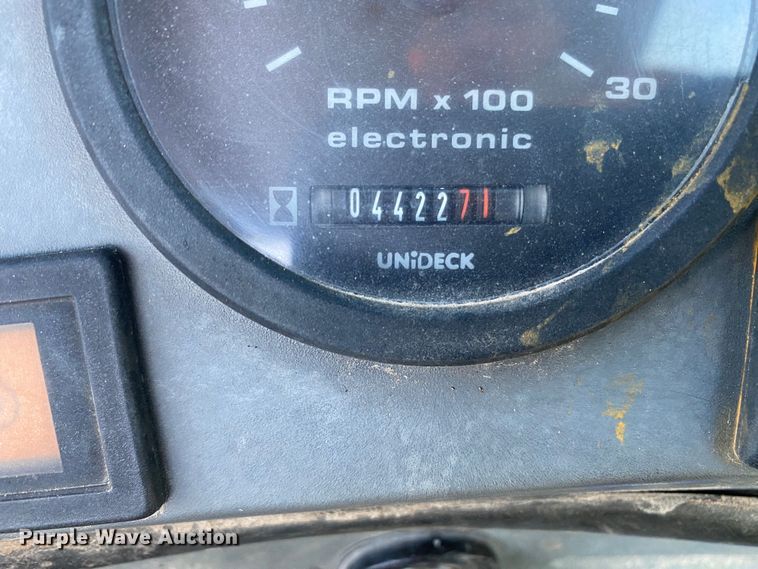 30
RPM x 100
electronic
0442271
UNiDECK
Purple Wave Auction